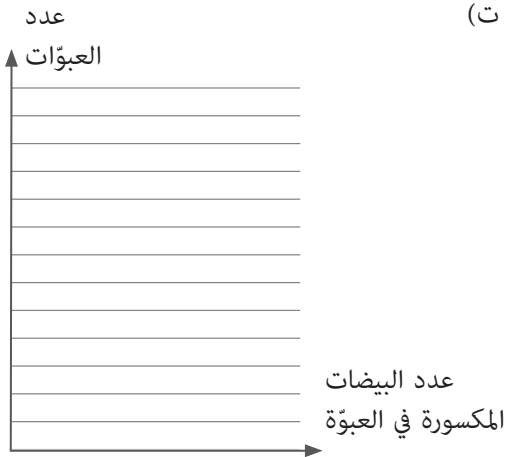 ت)
عدد
العبوّات
عدد البيضات
المكسورة في العبوّة